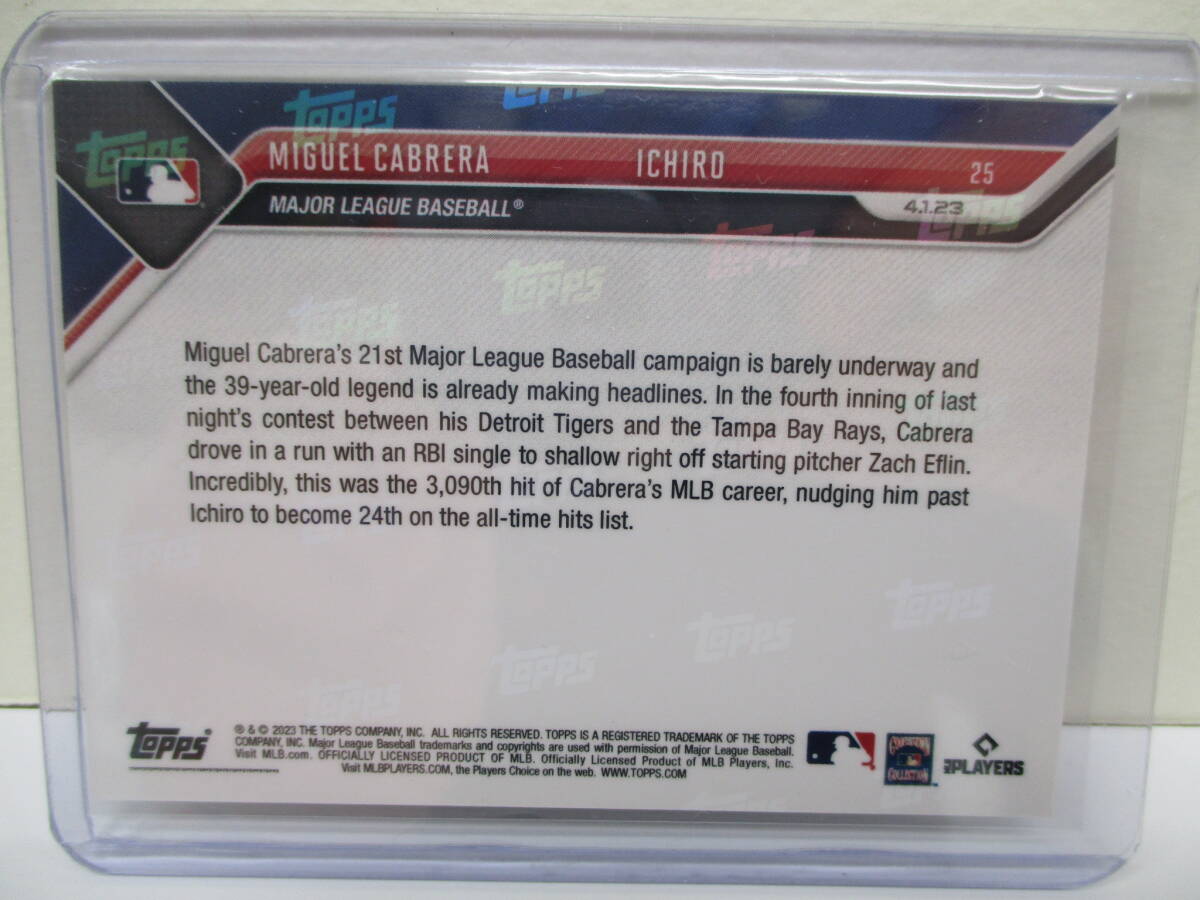 MIGUEL CABRERA ICHIRO 25
MAJOR LEAGUE BASEBALL®
4.1.23
Miguel Cabrera's 21st Major League Baseball campaign is barely underway and
the 39-year-old legend is already making headlines. In the fourth inning of last
night's contest between his Detroit Tigers and the Tampa Bay Rays, Cabrera
drove in a run with an RBI single to shallow right off starting pitcher Zach Eflin.
Incredibly, this was the 3,090th hit of Cabrera's MLB career, nudging him past
Ichiro to become 24th on the all-time hits list.
Topps
® & © 2023 THE TOPPS COMPANY, INC. ALL RIGHTS RESERVED. TOPPS IS A REGISTERED TRADEMARK OF THE TOPPS
COMPANY, INC. Major League Baseball trademarks and copyrights are used with permission of Major League Baseball.
Visit MLB.com. OFFICIALLY LICENSED PRODUCT OF MLB. Officially Licensed Product of MLB Players, Inc.
Visit MLBPLAYERS.COM, the Players Choice on the web. WWW.TOPPS.COM
PLAYERS